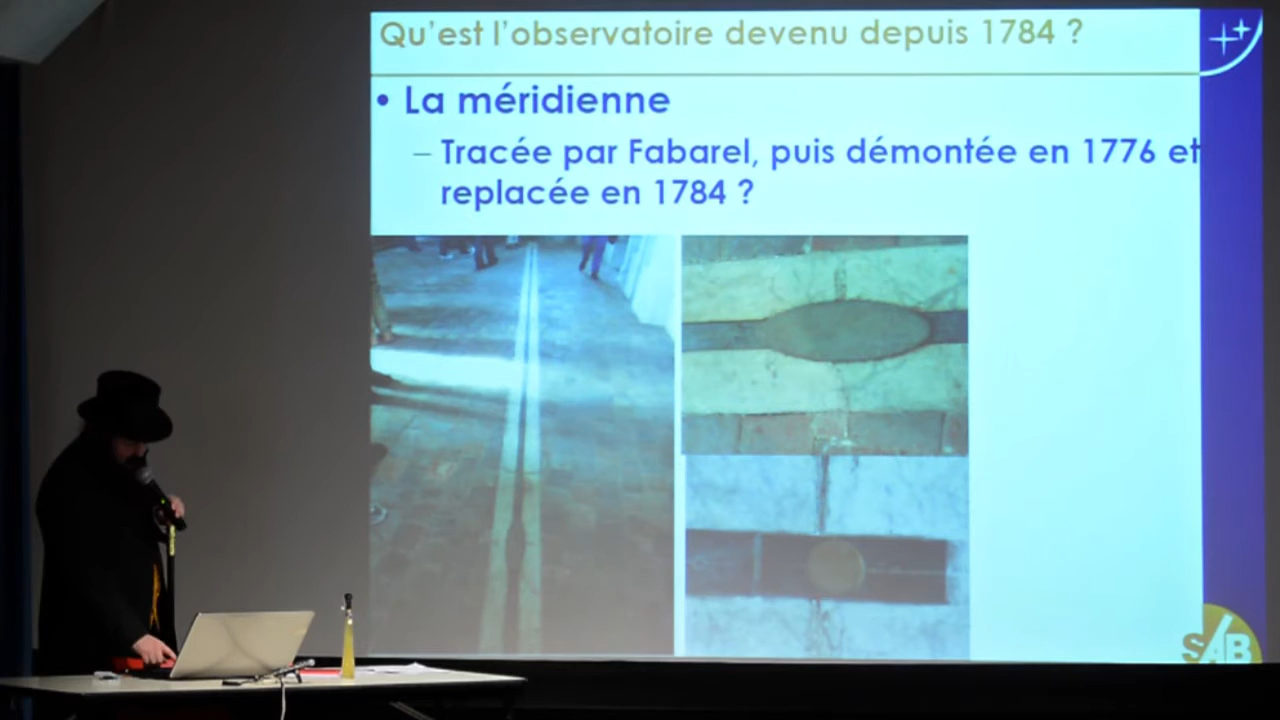 Qu'est l'observatoire devenu depuis 1784 ?
• La méridienne
– Tracée par Fabarel, puis démontée en 1776 et
replacée en 1784 ?
SAB